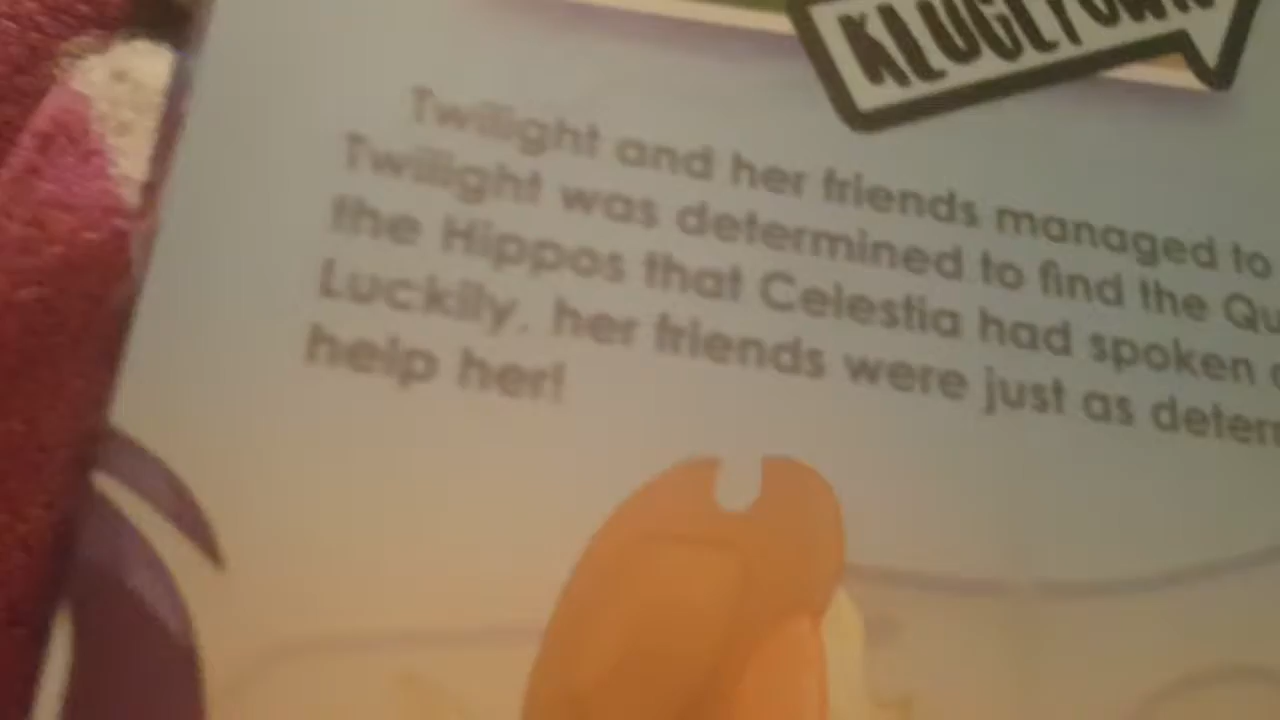 KLUGETOWN
Twilight and her friends managed to
Twilight was determined to find the Qu
the Hippos that Celestia had spoken
Luckily, her friends were just as deter
help her!